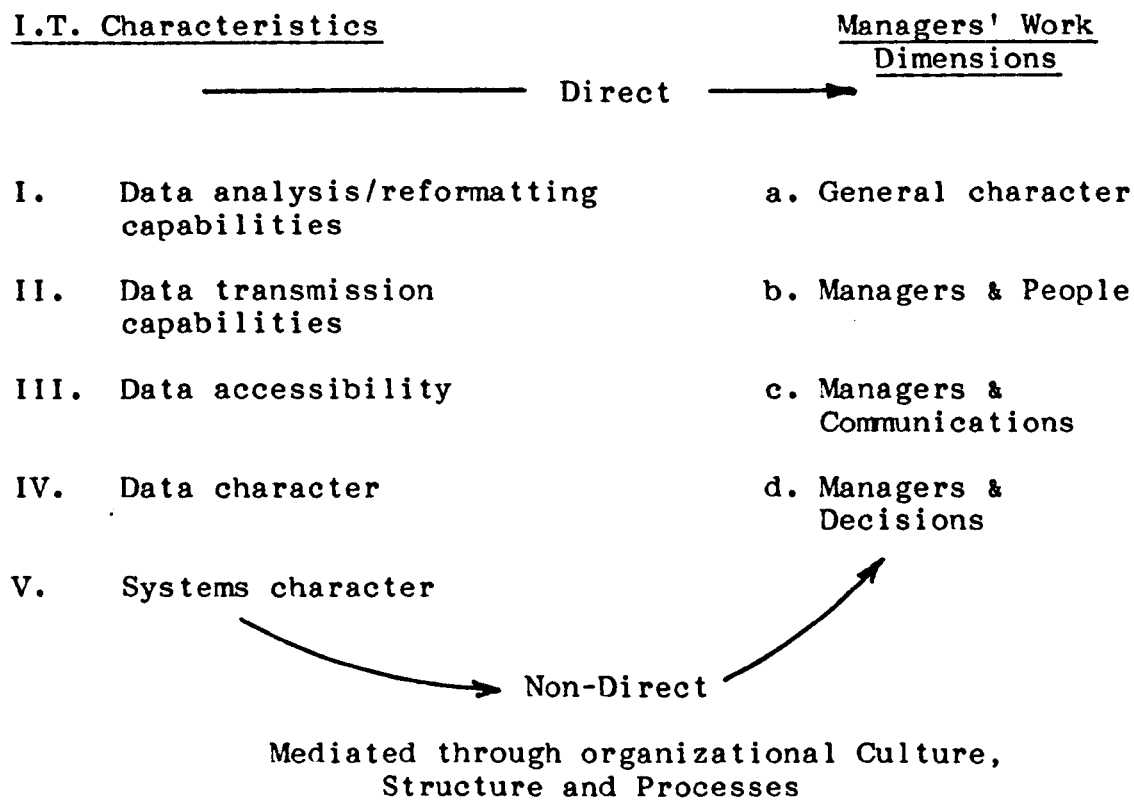 I.T. Characteristics
Managers' Work
Dimensions
Direct
I. Data analysis/reformatting
capabilities
a. General character
II. Data transmission
capabilities
b. Managers & People
III. Data accessibility
c. Managers &
Communications
IV. Data character
d. Managers &
Decisions
V. Systems character
Non-Direct
Mediated through organizational Culture,
Structure and Processes